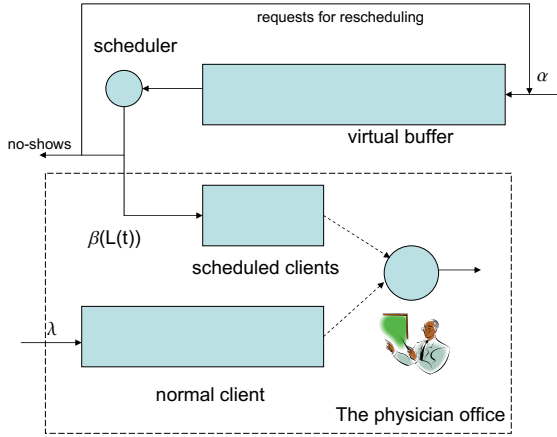 requests for rescheduling
scheduler
α
virtual buffer
no-shows
β(L(t))
scheduled clients
λ
normal client
The physician office